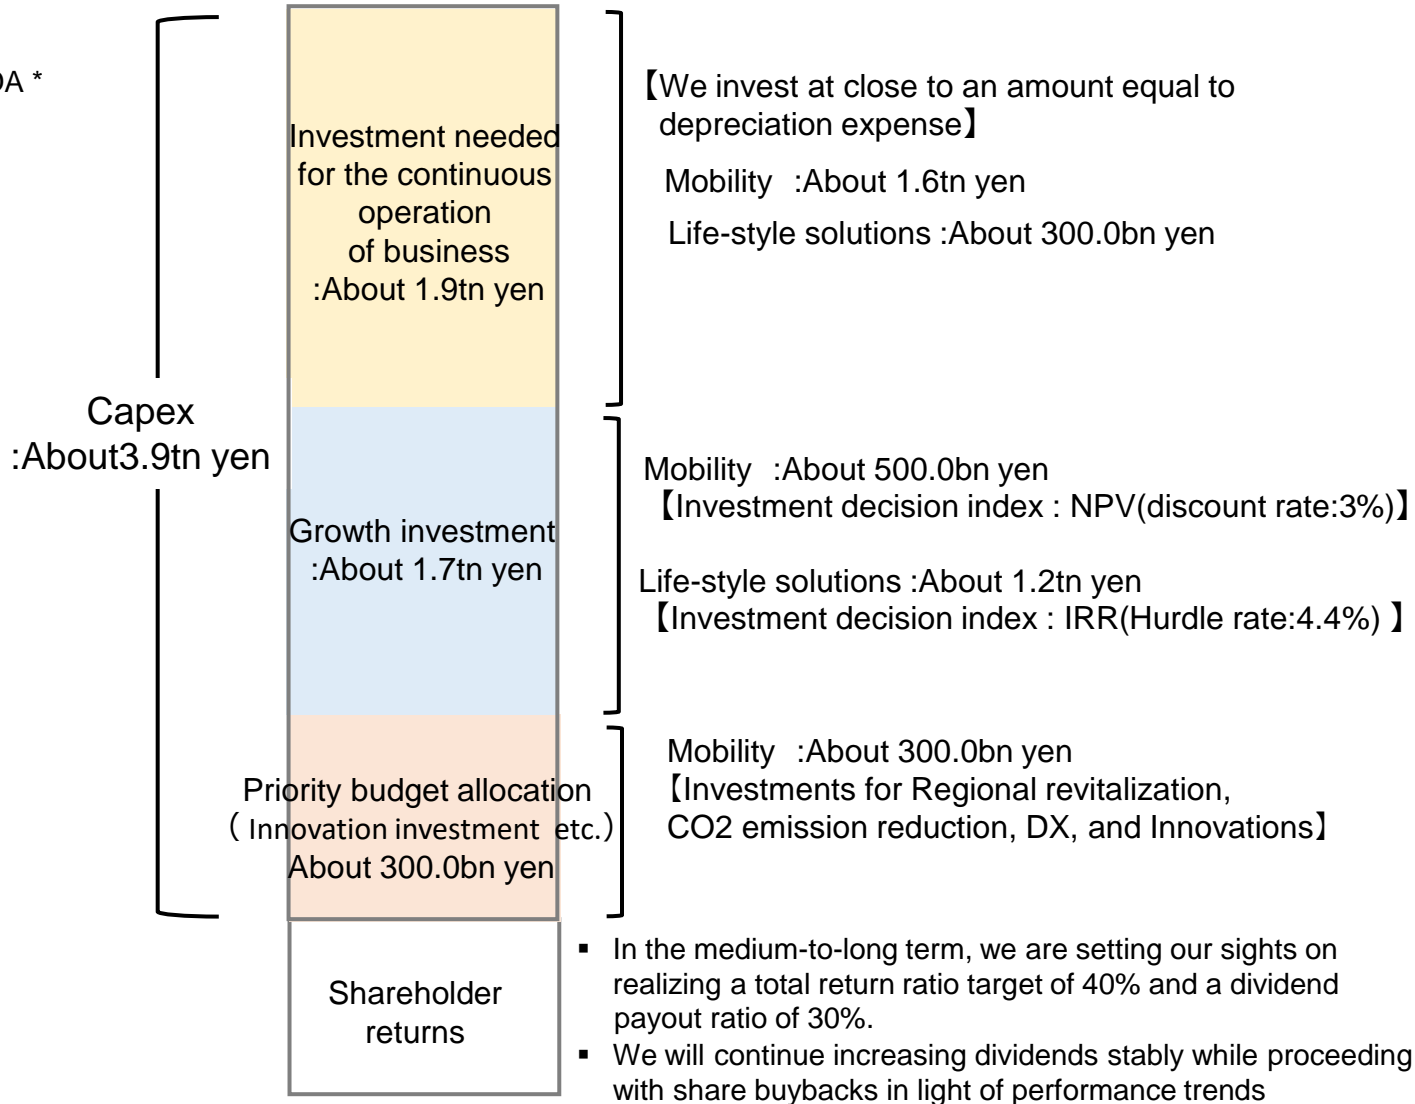 DA *
Capex
:About3.9tn yen
Investment needed
for the continuous
operation
of business
:About 1.9tn yen
【We invest at close to an amount equal to
depreciation expense】
Mobility :About 1.6tn yen
Life-style solutions :About 300.0bn yen
Growth investment
:About 1.7tn yen
Mobility :About 500.0bn yen
【Investment decision index : NPV(discount rate:3%)】
Life-style solutions :About 1.2tn yen
【Investment decision index : IRR(Hurdle rate:4.4%) 】
Priority budget allocation
（ Innovation investment etc.）
About 300.0bn yen
Mobility :About 300.0bn yen
【Investments for Regional revitalization,
CO2 emission reduction, DX, and Innovations】
Shareholder
returns
▪ In the medium-to-long term, we are setting our sights on
realizing a total return ratio target of 40% and a dividend
payout ratio of 30%.
▪ We will continue increasing dividends stably while proceeding
with share buybacks in light of performance trends